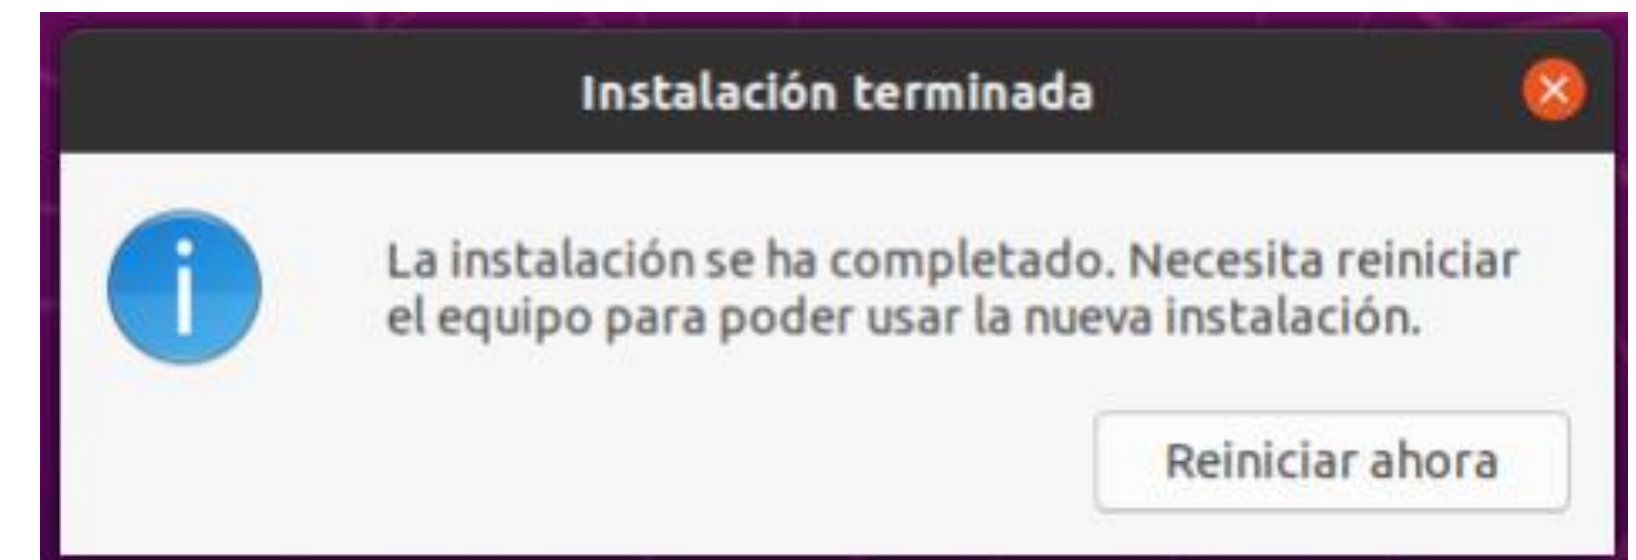 Instalación terminada
La instalación se ha completado. Necesita reiniciar
el equipo para poder usar la nueva instalación.
Reiniciar ahora